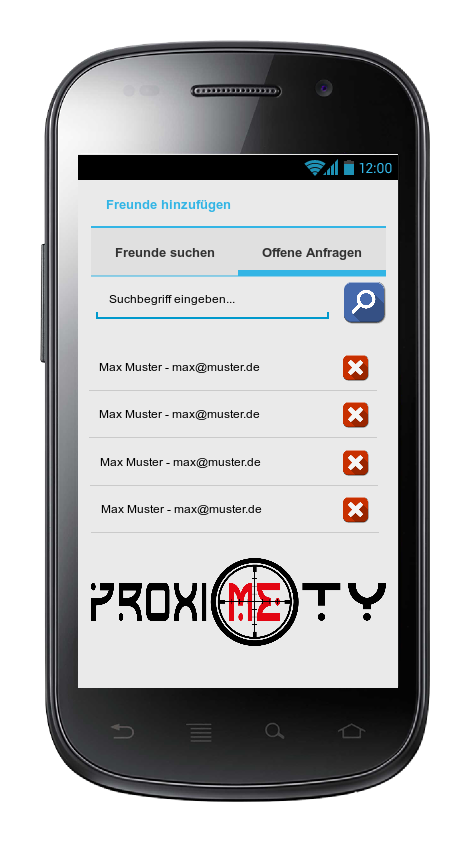 12:00
Freunde hinzufügen
Freunde suchen Offene Anfragen
Suchbegriff eingeben...
Max Muster - max@muster.de
Max Muster - max@muster.de
Max Muster - max@muster.de
Max Muster - max@muster.de
PROXIMETY